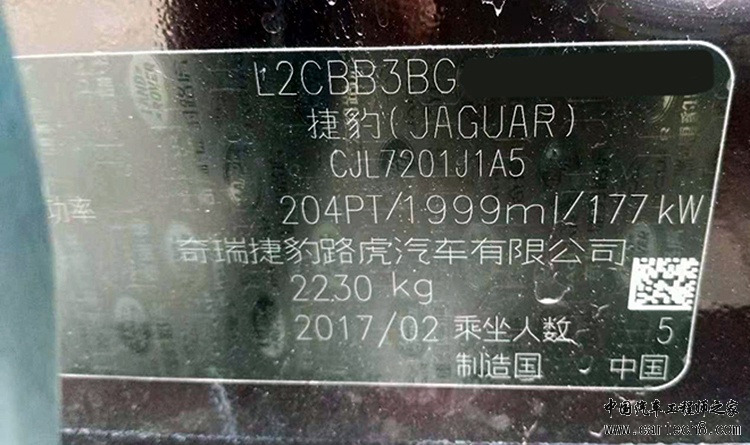 L2CBB3BG
捷豹(JAGUAR)
CJL7201J1A5
功率 204PT/1999ml/177kW
奇瑞捷豹路虎汽车有限公司
2230 kg
2017/02 乘坐人数 5
制造国 中国
中国汽车工程师之家
www.cartech8.com